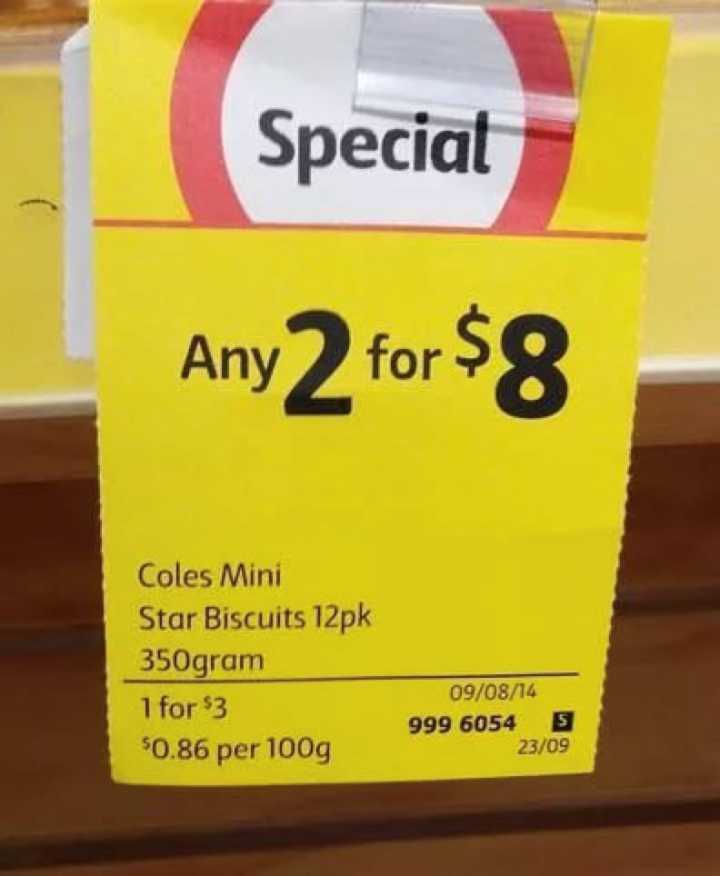 Special
Any 2 for $8
Coles Mini
Star Biscuits 12pk
350gram
1 for $3
$0.86 per 100g
09/08/14
999 6054 S
23/09